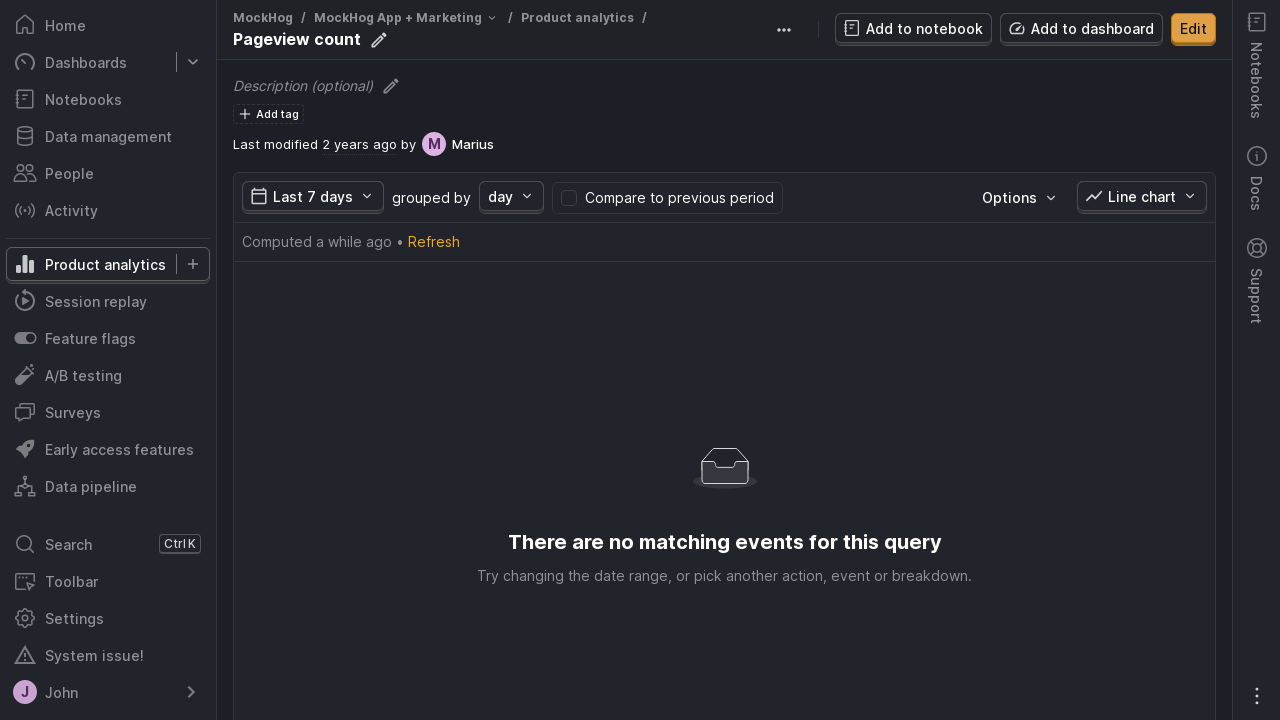 Home
Dashboards
Notebooks
Data management
People
Activity
Product analytics
Session replay
Feature flags
A/B testing
Surveys
Early access features
Data pipeline
Search Ctrl K
Toolbar
Settings
System issue!
J John
MockHog / MockHog App + Marketing / Product analytics /
Pageview count
Add to notebook
Add to dashboard
Edit
Description (optional)
Add tag
Last modified 2 years ago by M Marius
Last 7 days grouped by day Compare to previous period Options Line chart
Computed a while ago • Refresh
There are no matching events for this query
Try changing the date range, or pick another action, event or breakdown.
Notebooks
Docs
Support